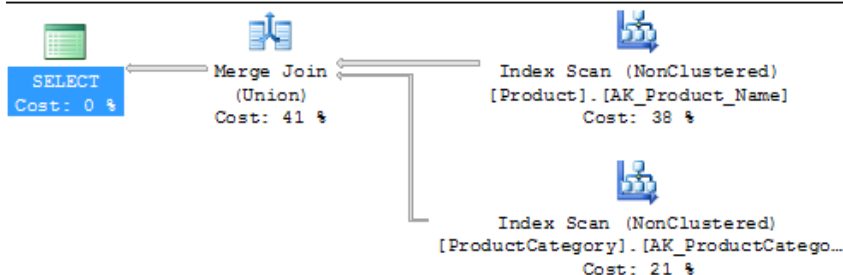 SELECT
Cost: 0 %
Merge Join
(Union)
Cost: 41 %
Index Scan (NonClustered)
[Product].[AK_Product_Name]
Cost: 38 %
Index Scan (NonClustered)
[ProductCategory].[AK_ProductCatego…
Cost: 21 %